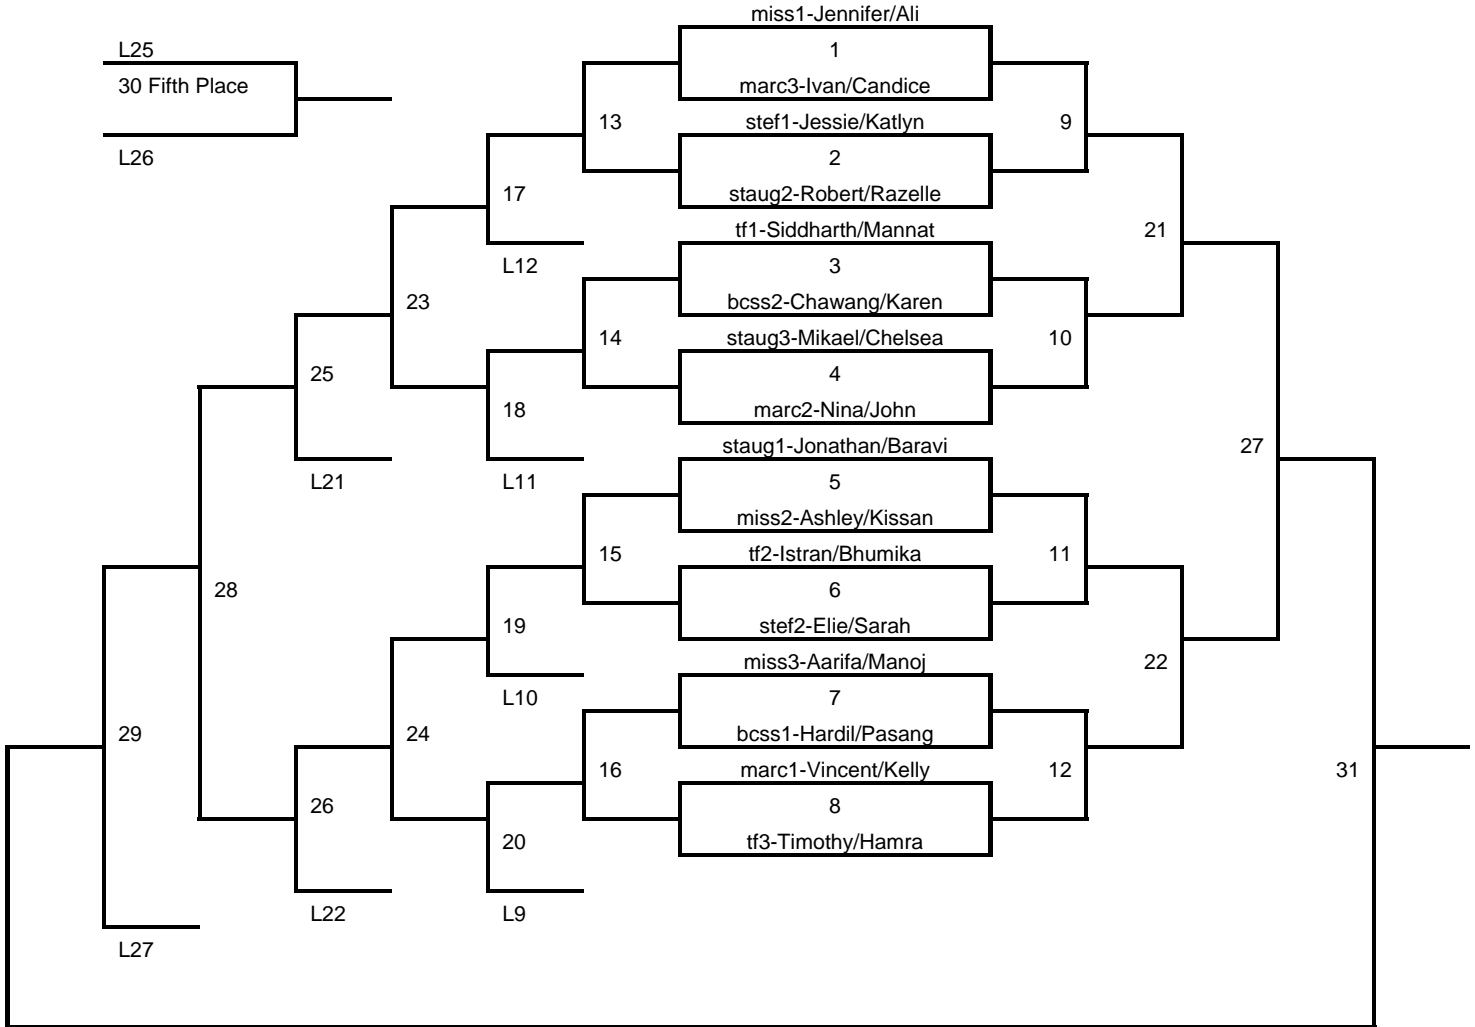 miss1-Jennifer/Ali
L25
1
30 Fifth Place
marc3-Ivan/Candice
13
stef1-Jessie/Katlyn
9
L26
2
17
staug2-Robert/Razelle
tf1-Siddharth/Mannat
21
L12
3
23
bcss2-Chawang/Karen
14
staug3-Mikael/Chelsea
10
25
4
18
marc2-Nina/John
staug1-Jonathan/Baravi
27
L21
L11
5
miss2-Ashley/Kissan
15
tf2-Istran/Bhumika
11
28
6
19
stef2-Elie/Sarah
miss3-Aarifa/Manoj
22
L10
7
29
24
bcss1-Hardil/Pasang
16
marc1-Vincent/Kelly
12
31
26
8
20
tf3-Timothy/Hamra
L22
L9
L27